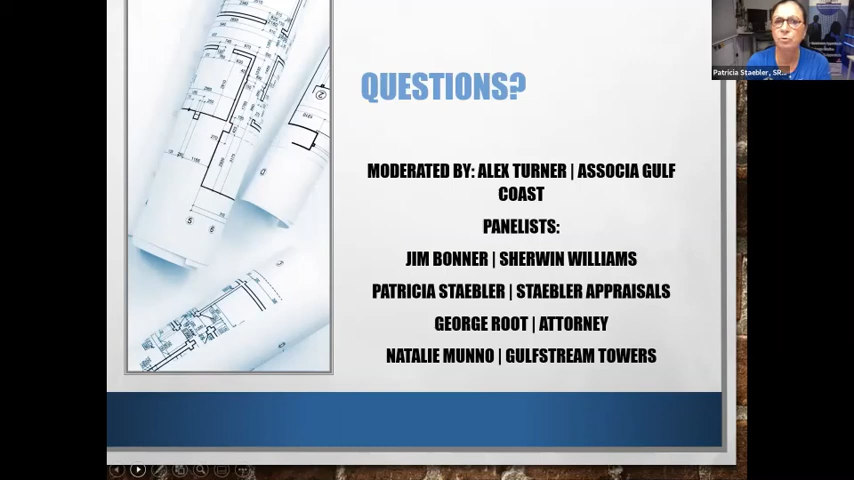 Patricia Staebler, SR...
QUESTIONS?
MODERATED BY: ALEX TURNER | ASSOCIA GULF
COAST
PANELISTS:
JIM BONNER | SHERWIN WILLIAMS
PATRICIA STAEBLER | STAEBLER APPRAISALS
GEORGE ROOT | ATTORNEY
NATALIE MUNNO | GULFSTREAM TOWERS